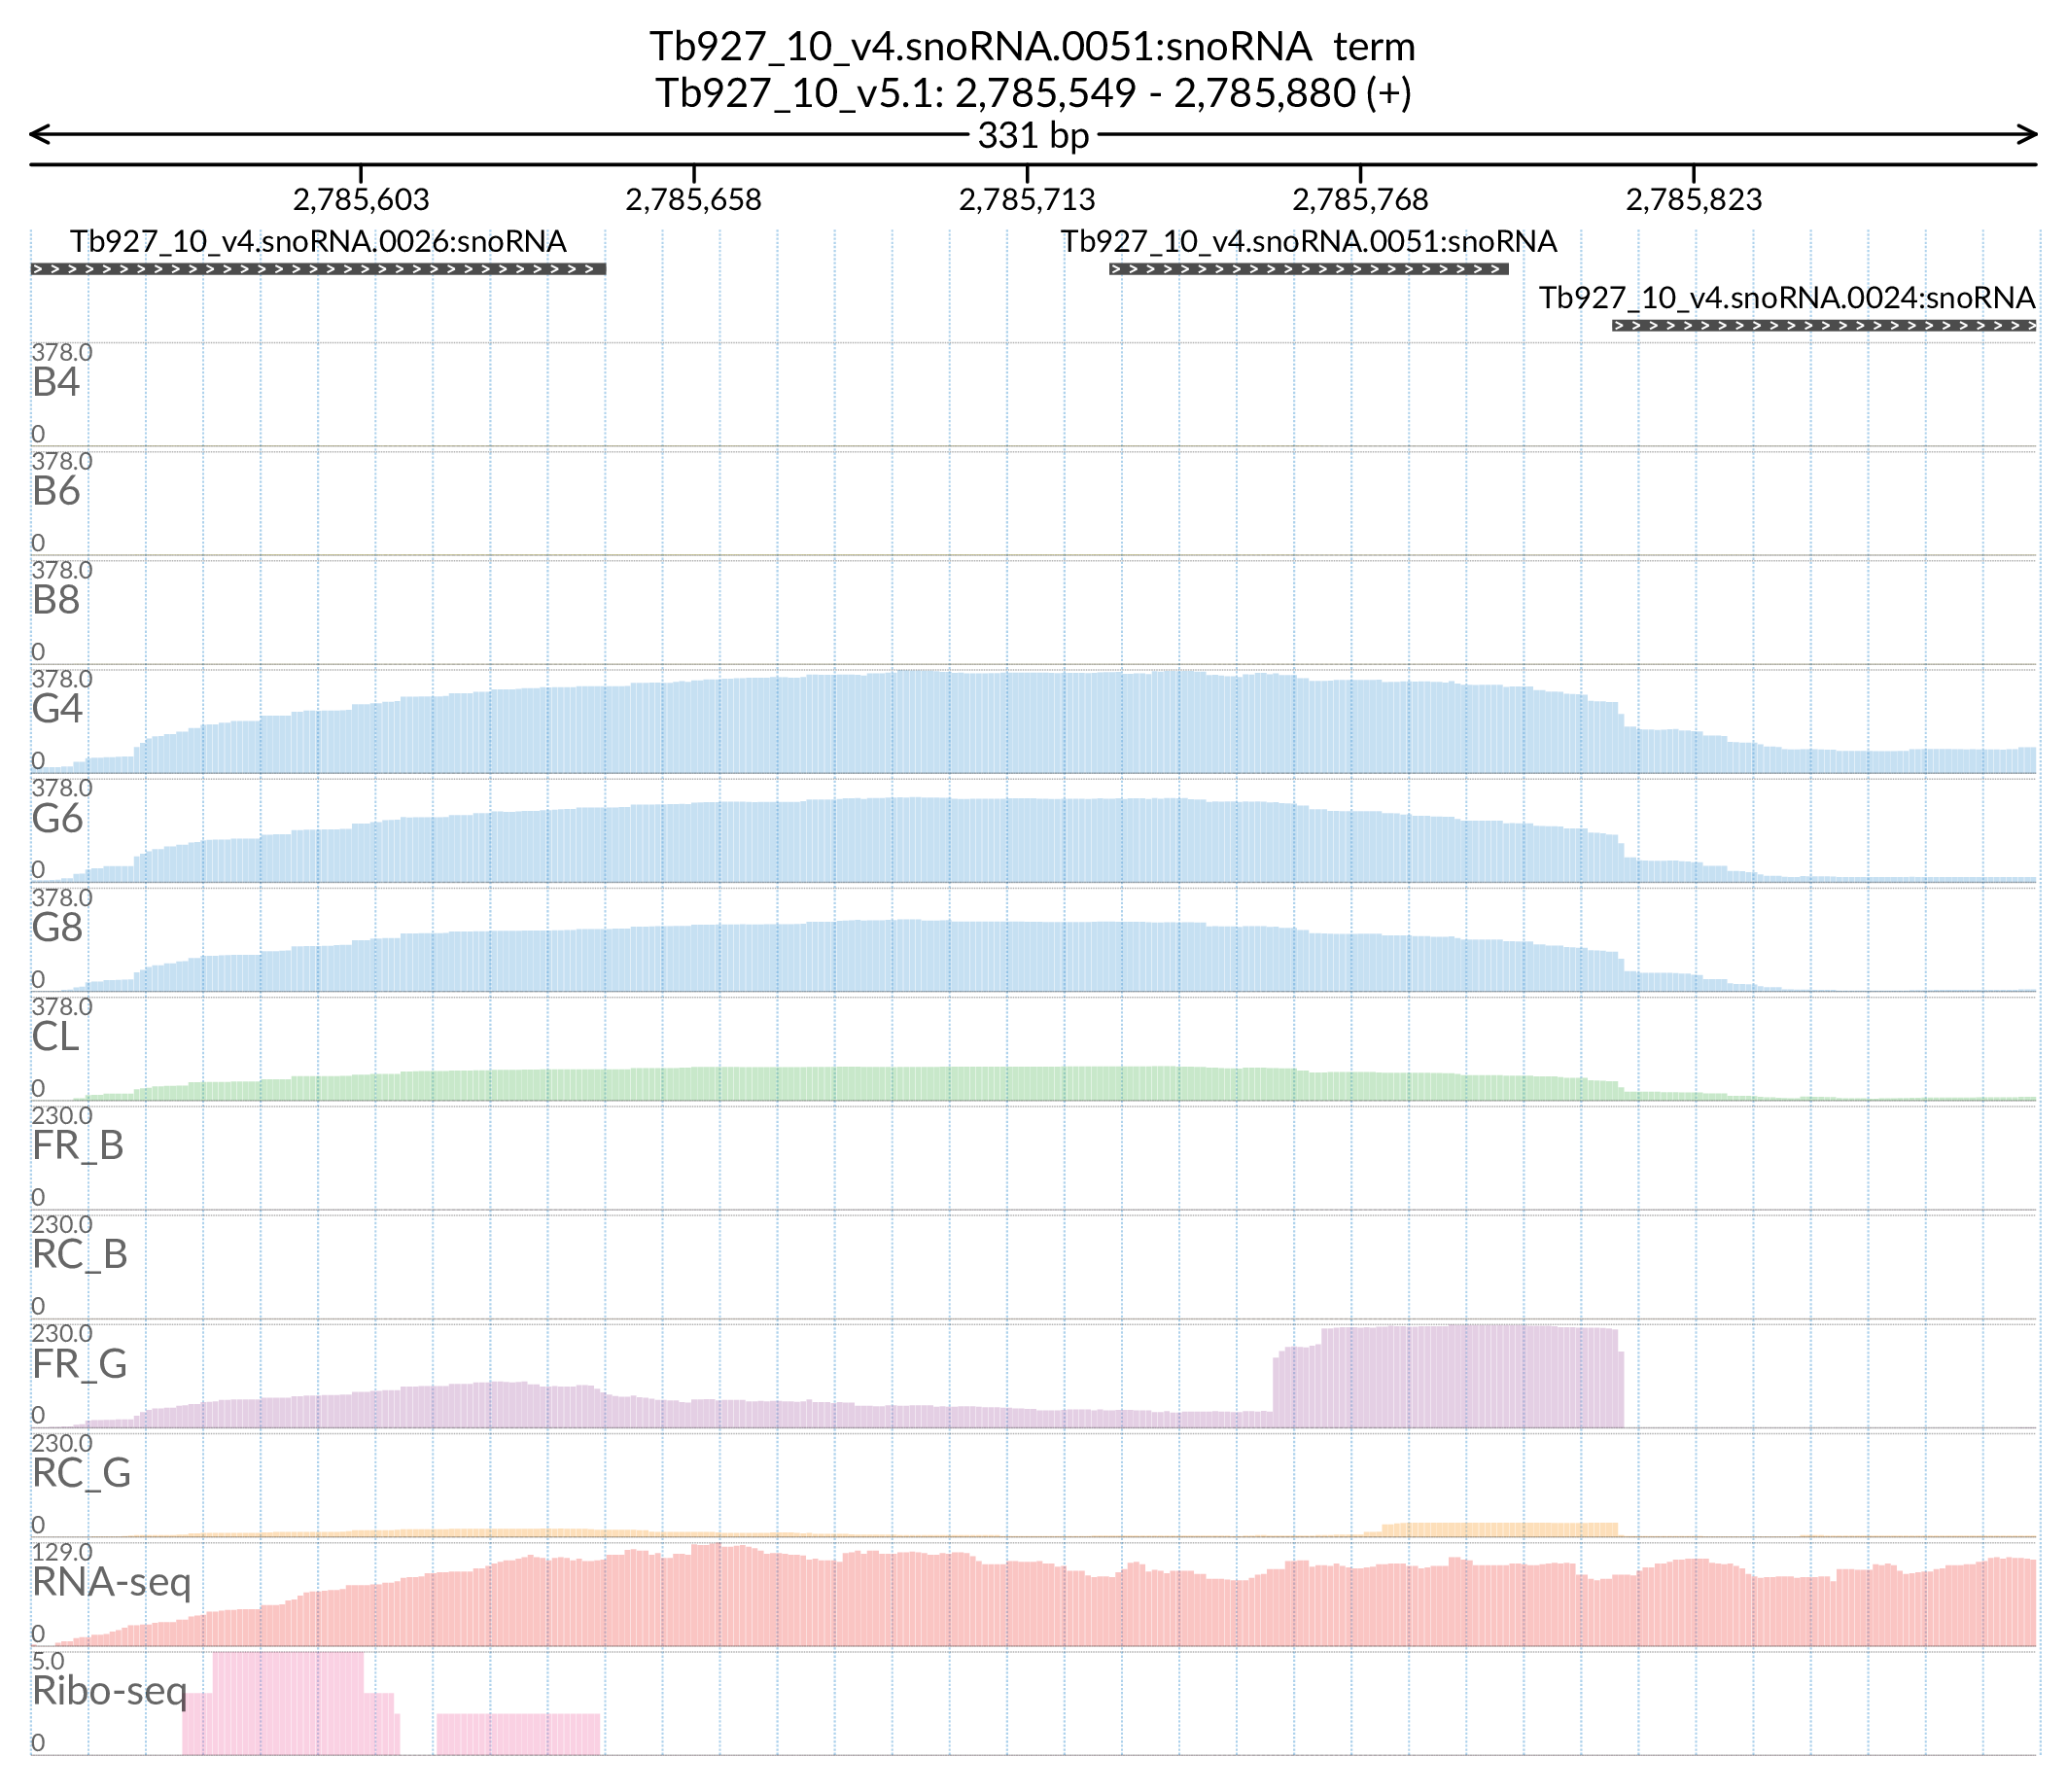 Tb927_10_v4.snoRNA.0051:snoRNA term
Tb927_10_v5.1: 2,785,549 - 2,785,880 (+)
331 bp
2,785,603 2,785,658 2,785,713 2,785,768 2,785,823
Tb927_10_v4.snoRNA.0026:snoRNA Tb927_10_v4.snoRNA.0051:snoRNA
Tb927_10_v4.snoRNA.0024:snoRNA
378.0
B4
0
378.0
B6
0
378.0
B8
0
378.0
G4
0
378.0
G6
0
378.0
G8
0
378.0
CL
0
230.0
FR_B
0
230.0
RC_B
0
230.0
FR_G
0
230.0
RC_G
0
129.0
RNA-seq
0
5.0
Ribo-seq
0